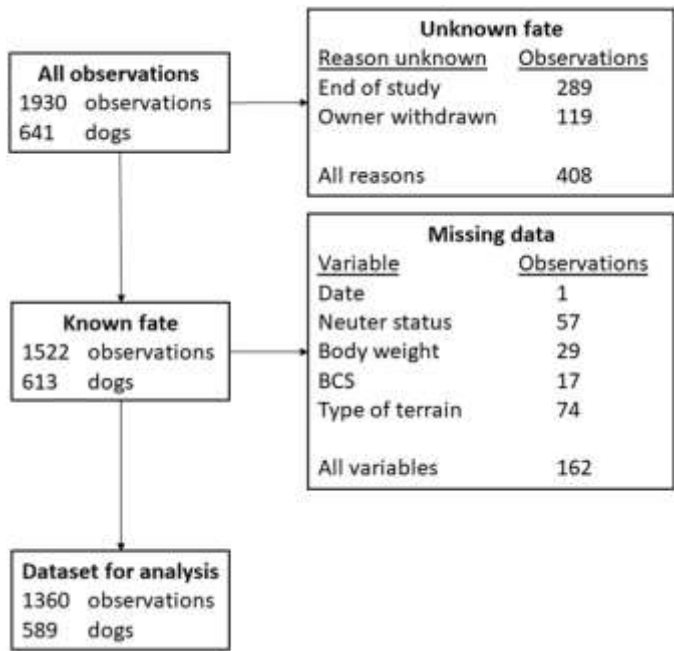 All observations
1930 observations
641 dogs
Unknown fate
Reason unknown Observations
End of study 289
Owner withdrawn 119
All reasons 408
Known fate
1522 observations
613 dogs
Missing data
Variable Observations
Date 1
Neuter status 57
Body weight 29
BCS 17
Type of terrain 74
All variables 162
Dataset for analysis
1360 observations
589 dogs